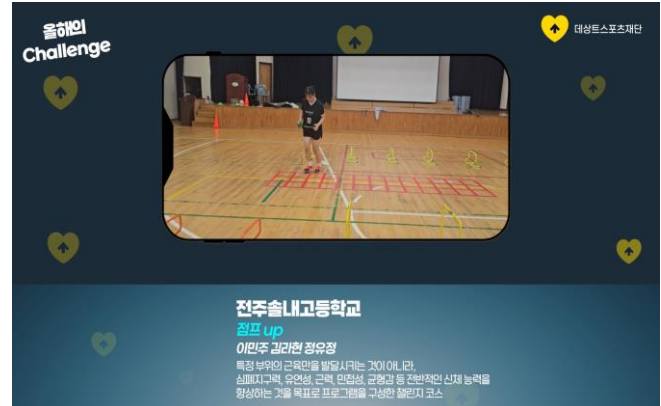 올해의
Challenge
데상트스포츠재단
전주솔내고등학교
점프 up
이민주 김라현 정유정
특정 부위의 근육만을 발달시키는 것이 아니라,
심폐지구력, 유연성, 근력, 민첩성, 균형감 등 전반적인 신체 능력을
향상하는 것을 목표로 프로그램을 구성한 챌린지 코스